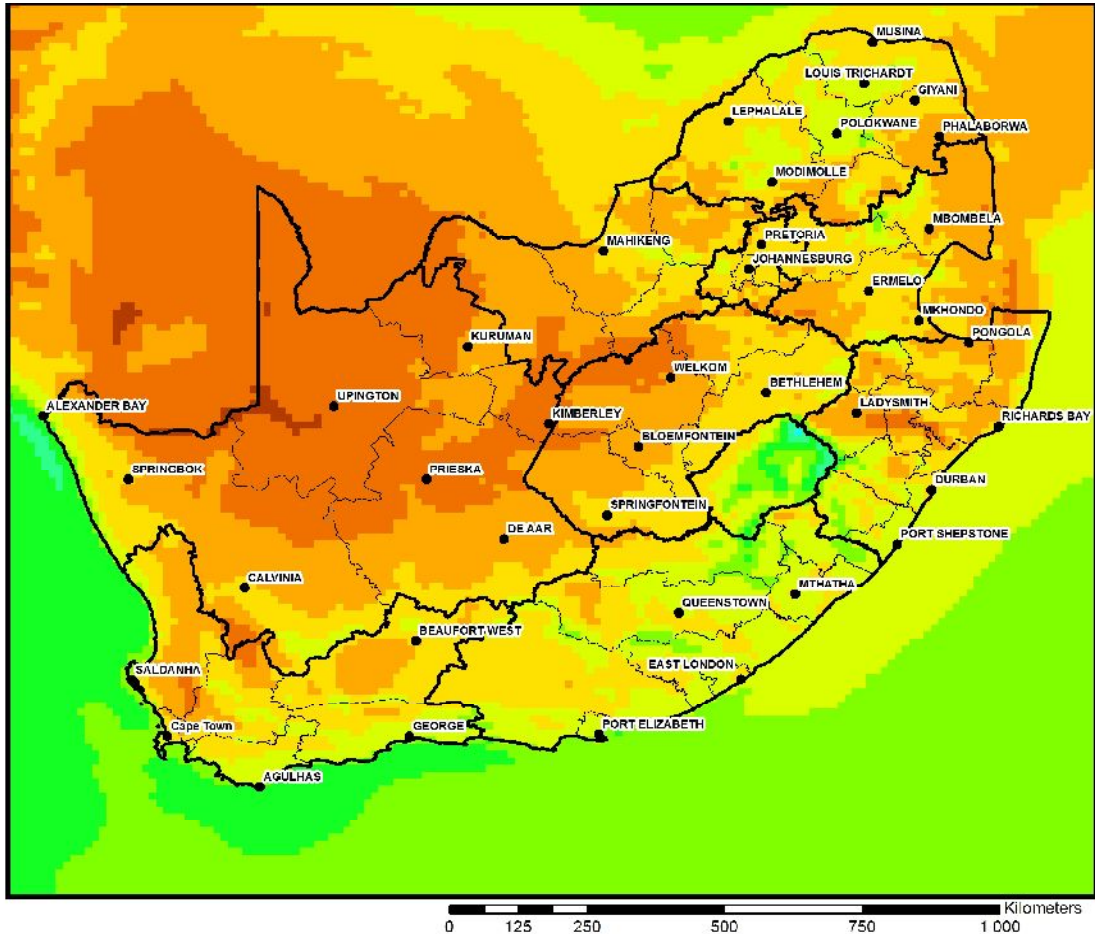 MUSINA
LOUIS TRICHARDT
GIYANI
LEPHALALE
POLOKWANE
PHALABORWA
MODIMOLLE
MBOMBELA
PRETORIA
MAHIKENG
JOHANNESBURG
ERMELO
MKHONDO
PONGOLA
KURUMAN
WELKOM
BETHLEHEM
UPINGTON
ALEXANDER BAY
KIMBERLEY
LADYSMITH
RICHARDS BAY
BLOEMFONTEIN
SPRINGBOK
PRIESKA
DURBAN
SPRINGFONTEIN
DE AAR
PORT SHEPSTONE
CALVINIA
MTHATHA
QUEENSTOWN
BEAUFORT WEST
EAST LONDON
SALDANHA
Cape Town
GEORGE
PORT ELIZABETH
AGULHAS
Kilometers
0 125 250 500 750 1 000